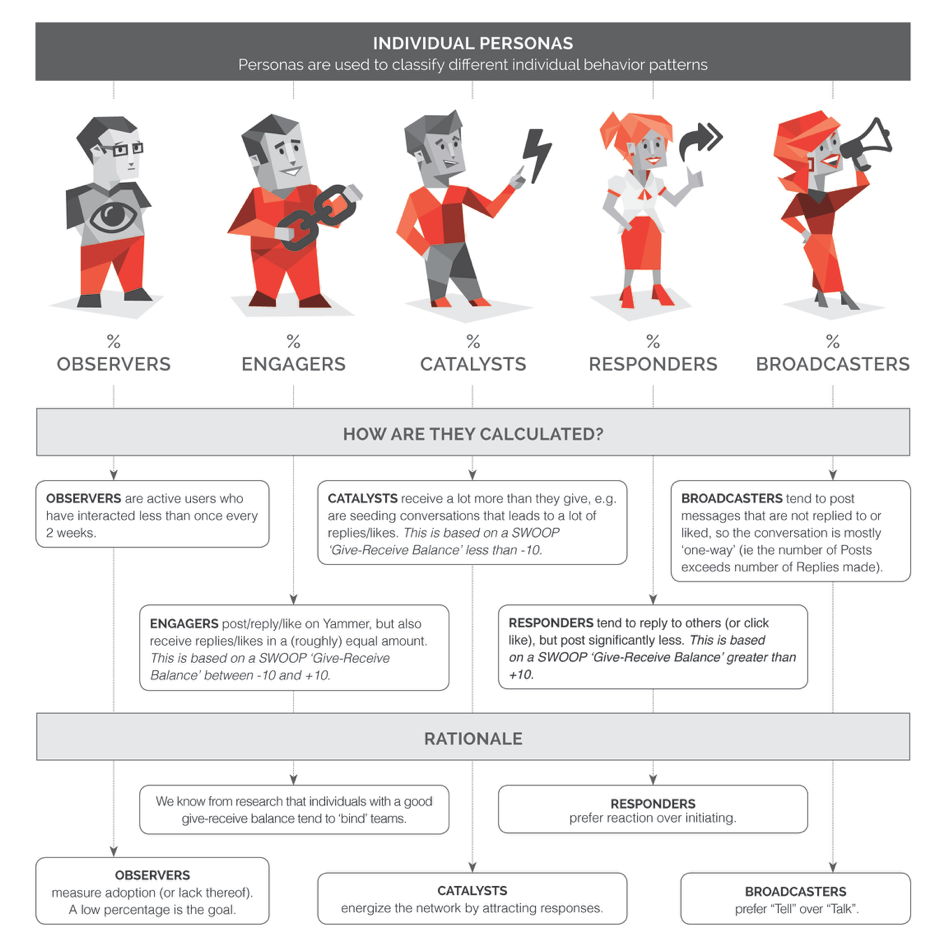 INDIVIDUAL PERSONAS
Personas are used to classify different individual behavior patterns
%
OBSERVERS
%
ENGAGERS
%
CATALYSTS
%
RESPONDERS
%
BROADCASTERS
HOW ARE THEY CALCULATED?
OBSERVERS are active users who
have interacted less than once every
2 weeks.
CATALYSTS receive a lot more than they give, e.g.
are seeding conversations that leads to a lot of
replies/likes. This is based on a SWOOP
‘Give-Receive Balance’ less than -10.
BROADCASTERS tend to post
messages that are not replied to or
liked, so the conversation is mostly
‘one-way’ (ie the number of Posts
exceeds number of Replies made).
ENGAGERS post/reply/like on Yammer, but also
receive replies/likes in a (roughly) equal amount.
This is based on a SWOOP ‘Give-Receive
Balance’ between -10 and +10.
RESPONDERS tend to reply to others (or click
like), but post significantly less. This is based
on a SWOOP ‘Give-Receive Balance’ greater than
+10.
RATIONALE
We know from research that individuals with a good
give-receive balance tend to ‘bind’ teams.
RESPONDERS
prefer reaction over initiating.
OBSERVERS
measure adoption (or lack thereof).
A low percentage is the goal.
CATALYSTS
energize the network by attracting responses.
BROADCASTERS
prefer “Tell” over “Talk”.